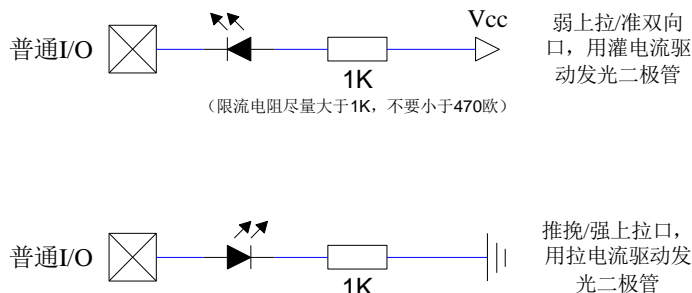 Vcc
弱上拉/准双向
口，用灌电流驱
动发光二极管
普通I/O
1K
（限流电阻尽量大于1K，不要小于470欧）
推挽/强上拉口，
用拉电流驱动发
光二极管
普通I/O
1K